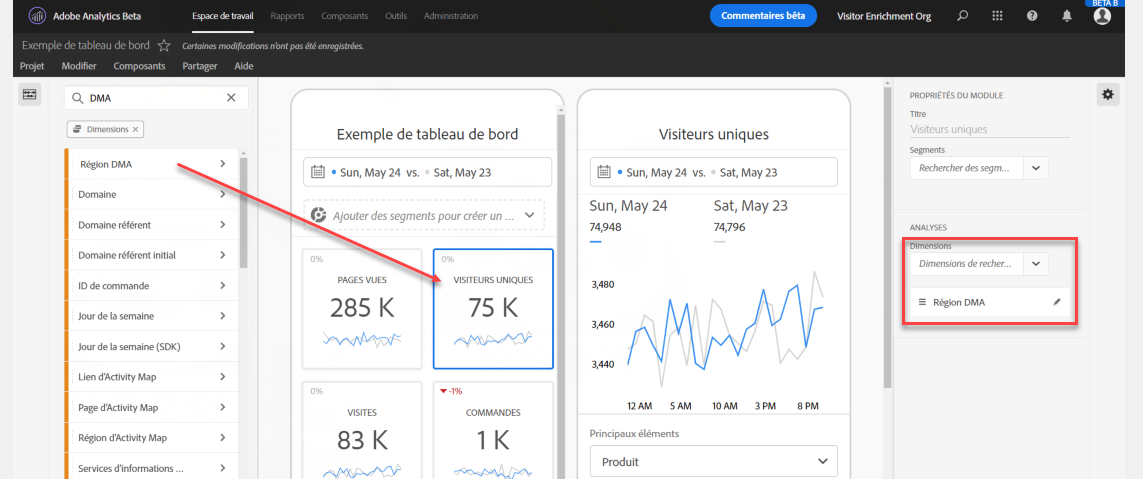 BETA B
Adobe Analytics Beta
Espace de travail
Rapports
Composants
Outils
Administration
Commentaires bêta
Visitor Enrichment Org
Exemple de tableau de bord
Certaines modifications n'ont pas été enregistrées.
Projet
Modifier
Composants
Partager
Aide
DMA
Dimensions
Région DMA
Domaine
Domaine référent
Domaine référent initial
ID de commande
Jour de la semaine
Jour de la semaine (SDK)
Lien d'Activity Map
Page d'Activity Map
Région d'Activity Map
Services d'informations ...
Exemple de tableau de bord
Sun, May 24 vs. Sat, May 23
Ajouter des segments pour créer un ...
0%
PAGES VUES
285 K
0%
VISITEURS UNIQUES
75 K
0%
VISITES
83 K
-1%
COMMANDES
1 K
Visiteurs uniques
Sun, May 24 vs. Sat, May 23
Sun, May 24
Sat, May 23
74,948
74,796
3,480
3,460
3,440
12 AM 5 AM 10 AM 3 PM 8 PM
Principaux éléments
Produit
PROPRIÉTÉS DU MODULE
Titre
Visiteurs uniques
Segments
Rechercher des segm...
ANALYSES
Dimensions
Dimensions de recher...
Région DMA